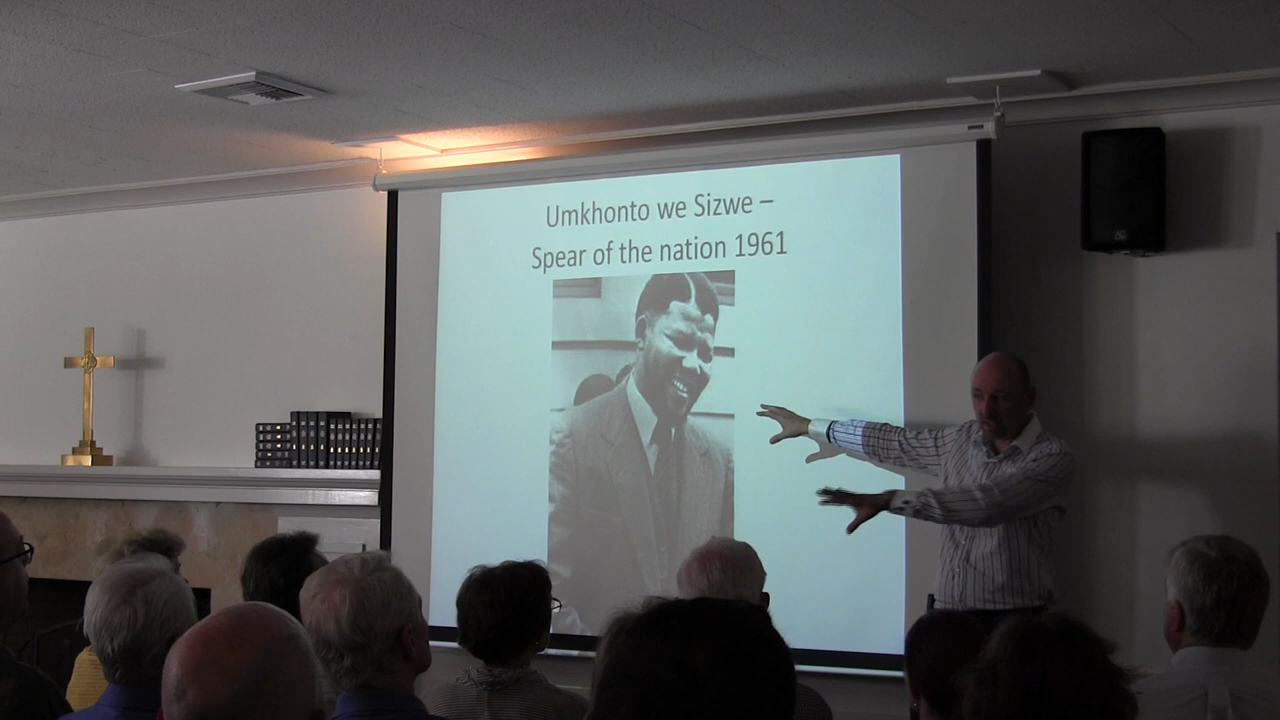 Umkhonto we Sizwe –
Spear of the nation 1961